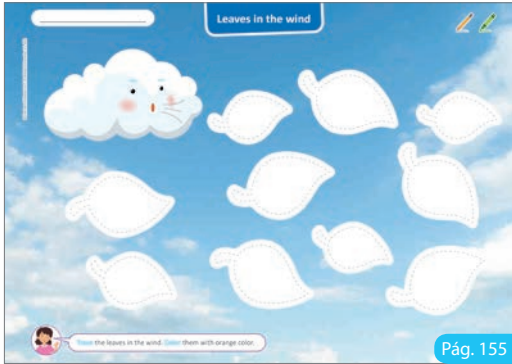 Leaves in the wind
Trace the leaves in the wind. Color them with orange color.
Pág. 155